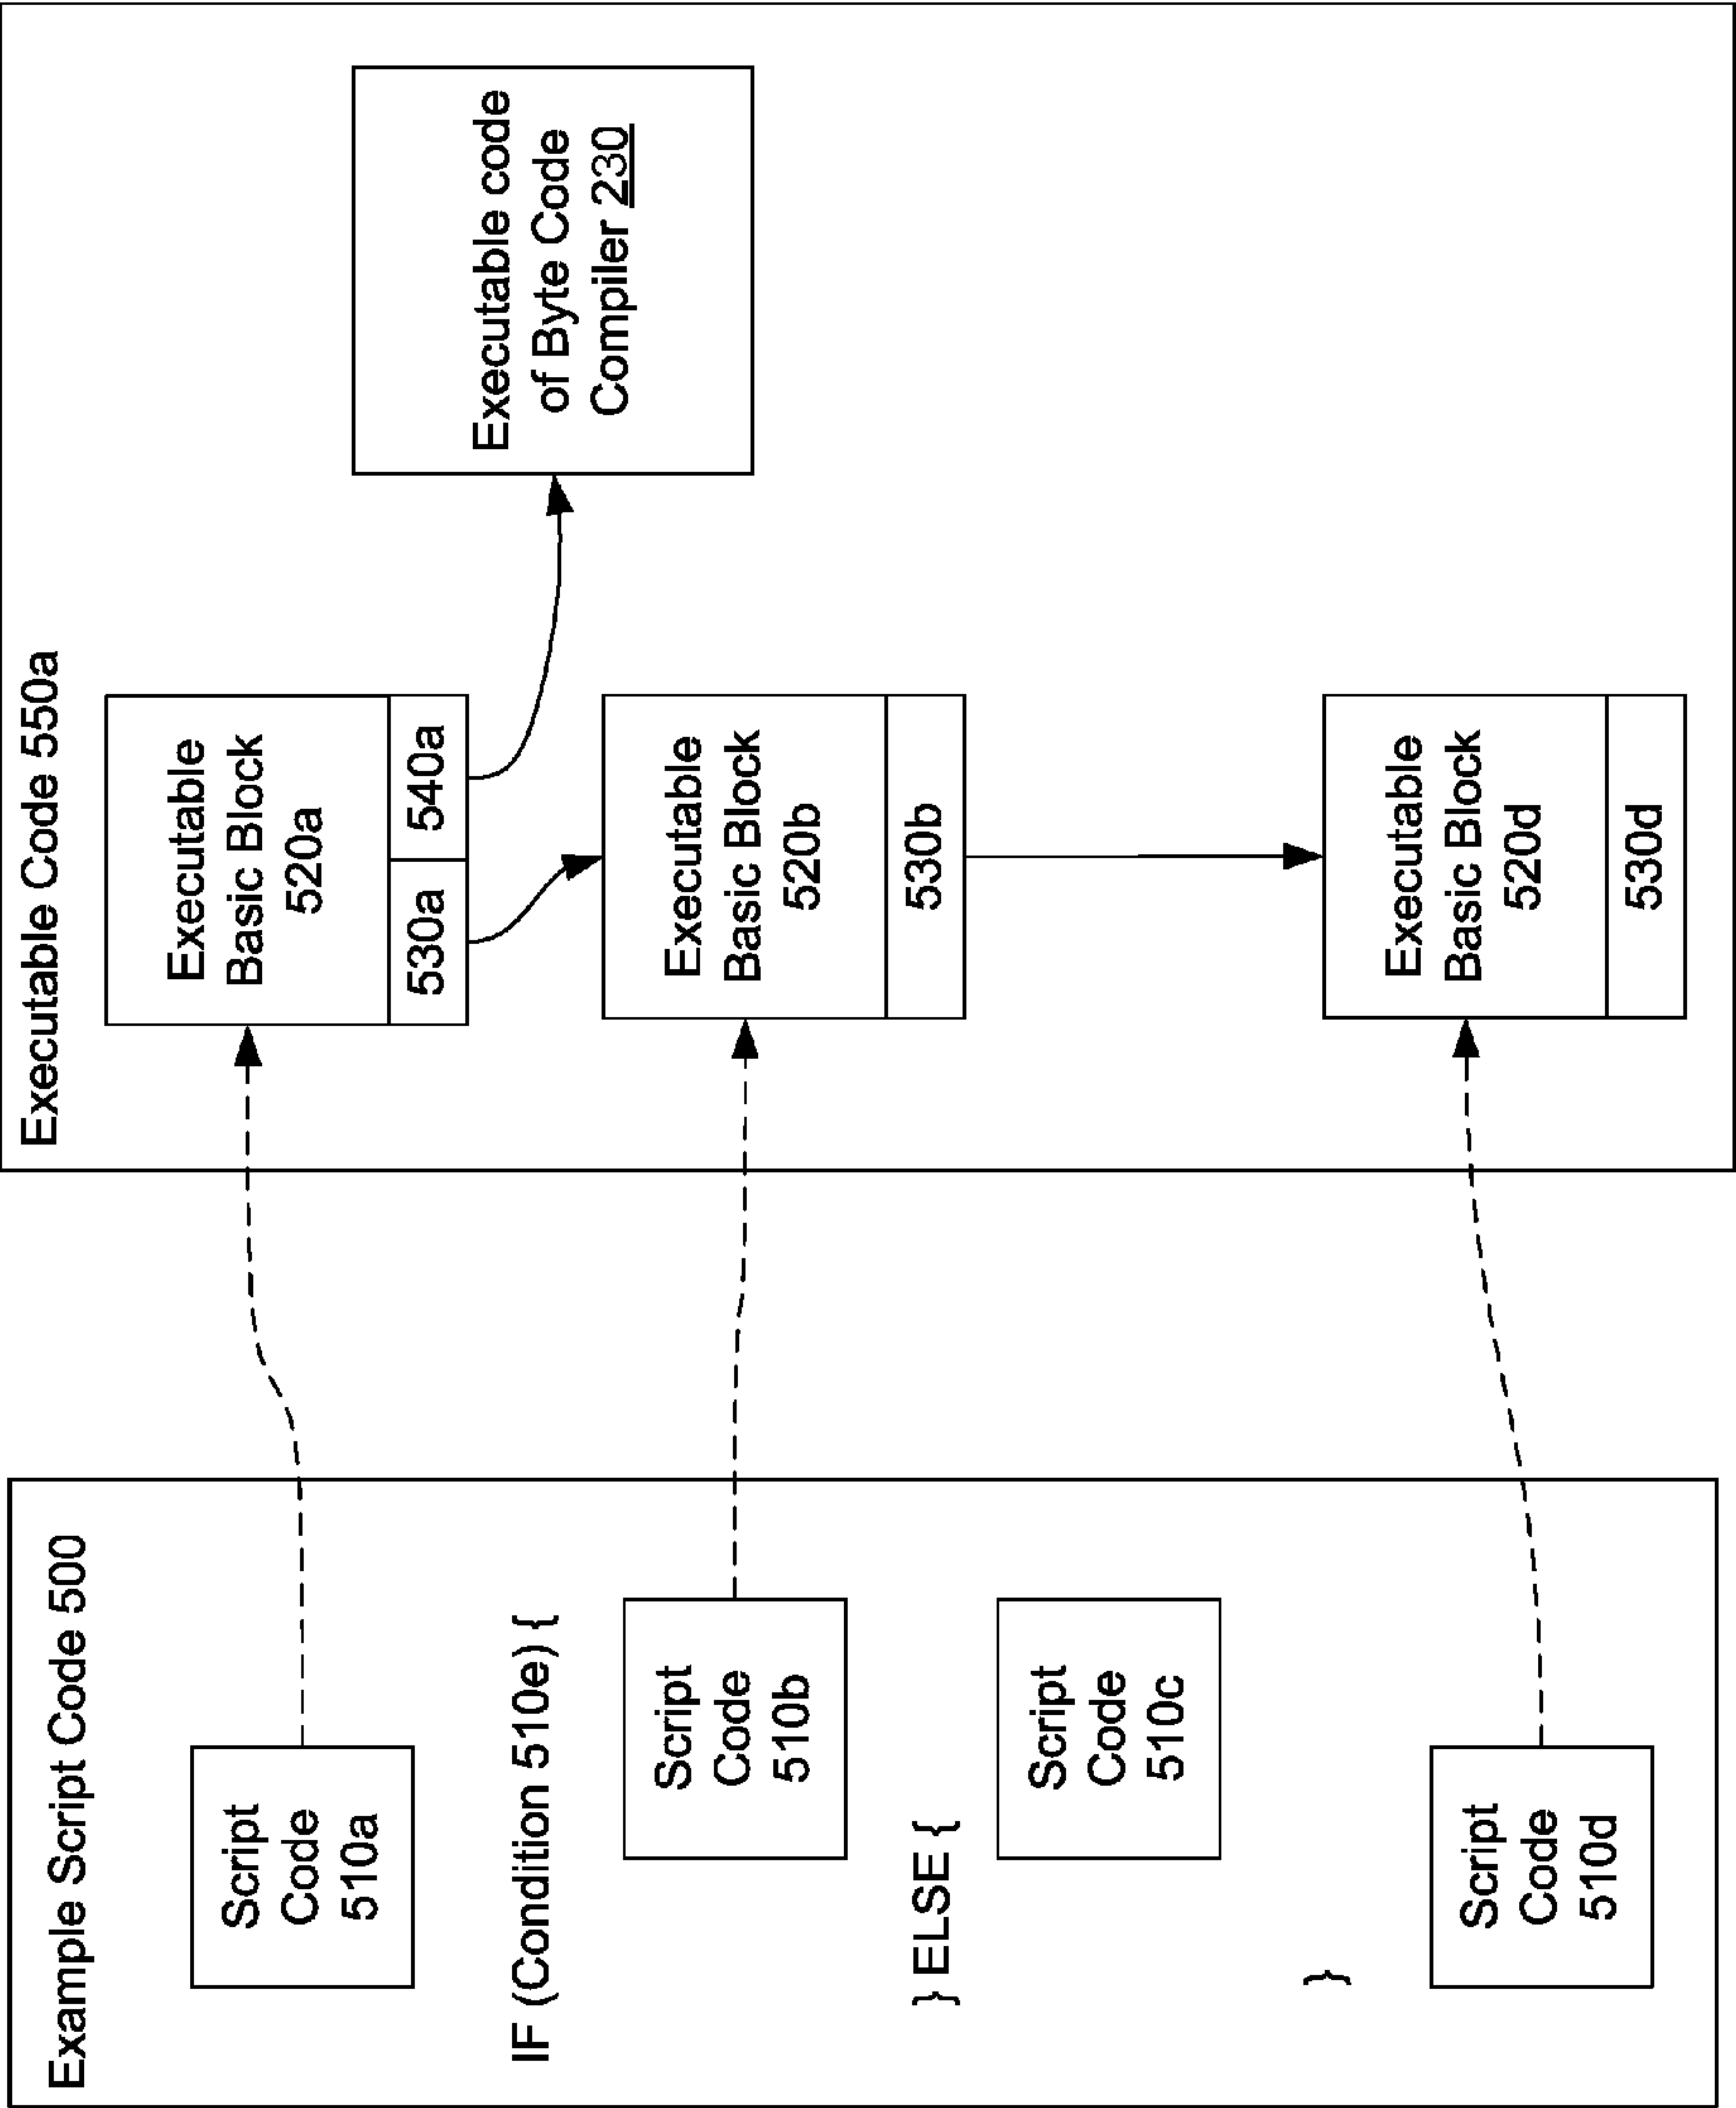 Example Script Code 500
Script
Code
510a
IF (Condition 510e) {
Script
Code
510b
} ELSE {
Script
Code
510c
}
Script
Code
510d
Executable Code 550a
Executable
Basic Block
520a
530a
540a
Executable code
of Byte Code
Compiler 230
Executable
Basic Block
520b
530b
Executable
Basic Block
520d
530d